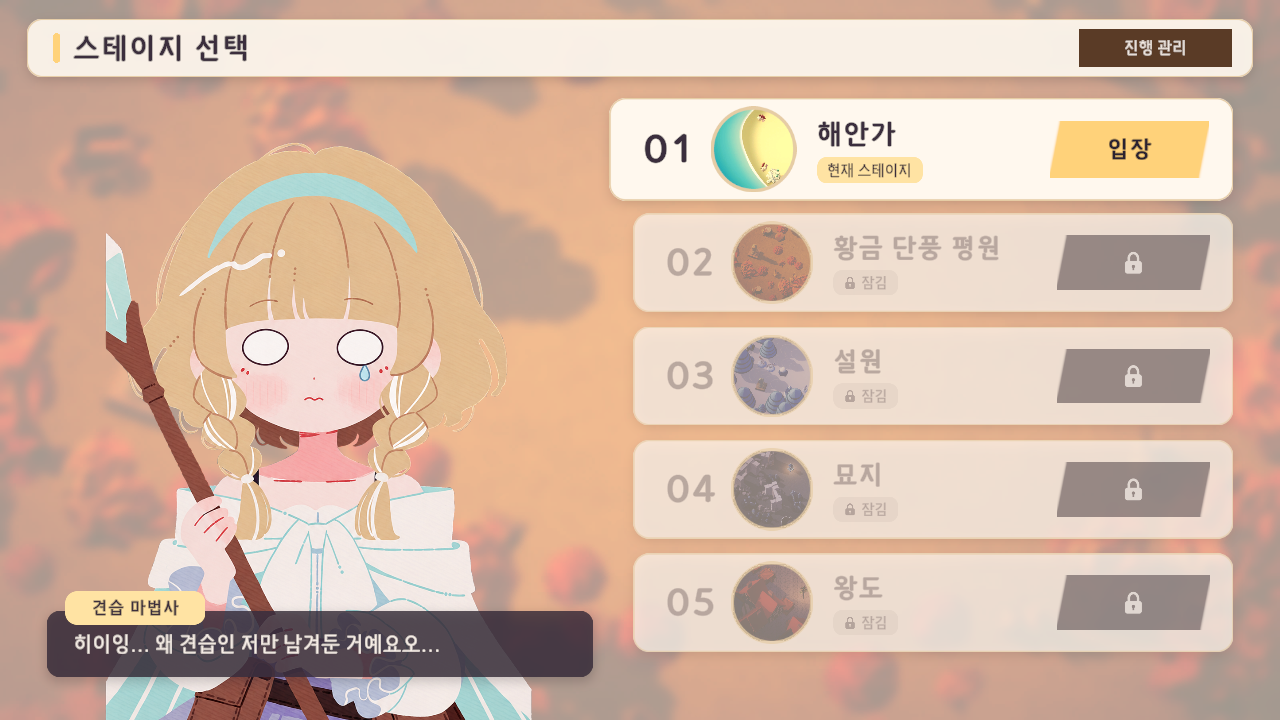 스테이지 선택
진행 관리
01
해안가
현재 스테이지
입장
02
황금 단풍 평원
잠김
03
설원
잠김
04
묘지
잠김
05
왕도
잠김
견습 마법사
히이잉... 왜 견습인 저만 남겨둔 거예요오...